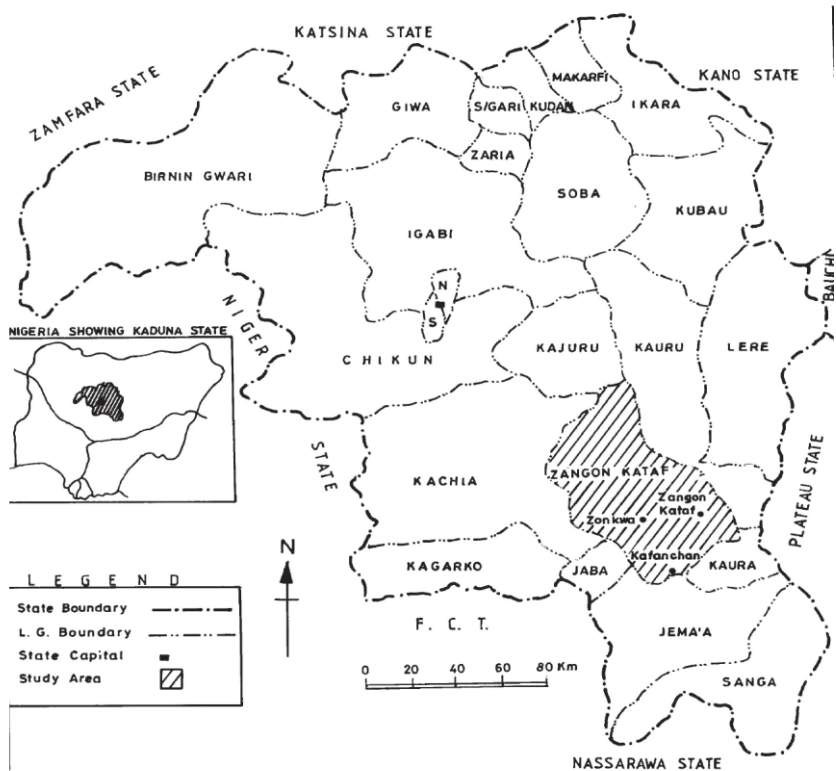 KATSINA STATE
ZAMFARA STATE
KANO STATE
MAKARFI
GIWA
S/GARI
KUDAN
IKARA
ZARIA
BIRNIN GWARI
SOBA
KUBAU
IGABI
BAUCHI
N
S
NIGER
STATE
NIGERIA SHOWING KADUNA STATE
CHIKUN
KAJURU
KAURU
LERE
KACHIA
ZANGON KATAF
Zangon
Kataf
Zonkwa
PLATEAU STATE
N
Kafanchan
KAGARKO
JABA
KAURA
LEGEND
State Boundary
L. G. Boundary
State Capital
Study Area
F. C. T.
JEMA'A
SANGA
0 20 40 60 80 Km
NASSARAWA STATE